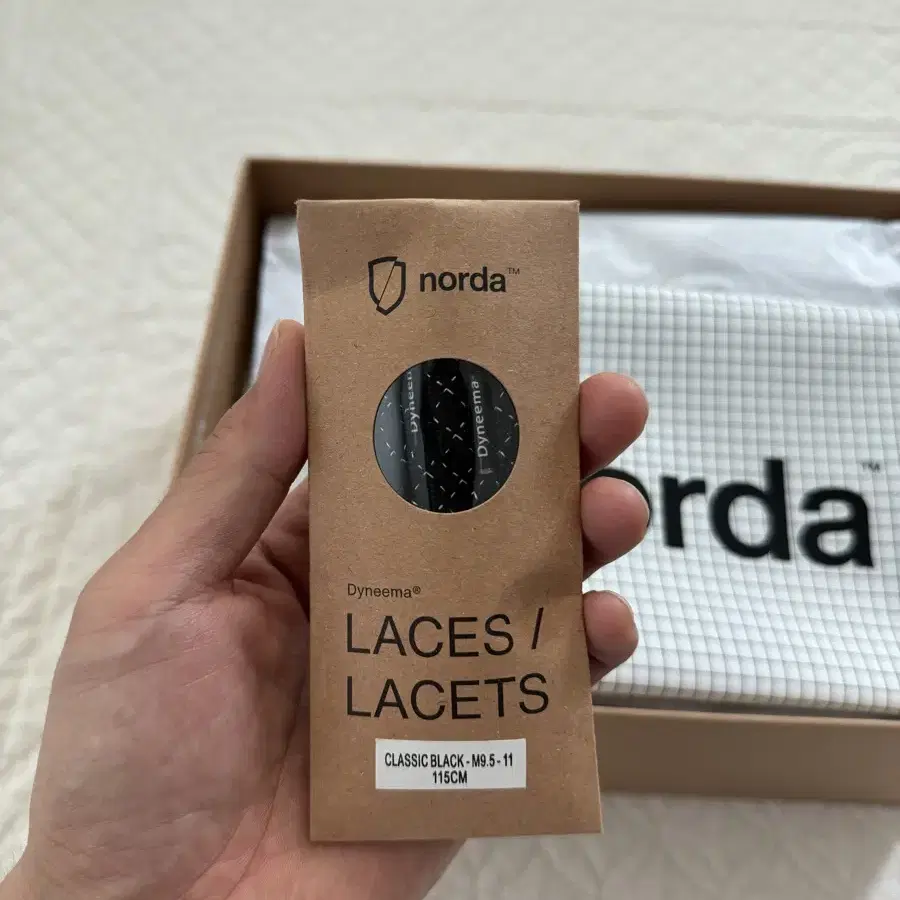 norda™
Dyneema
Dyneema®
Dyneema®
LACES /
LACETS
CLASSIC BLACK - M9.5 - 11
115CM
orda™